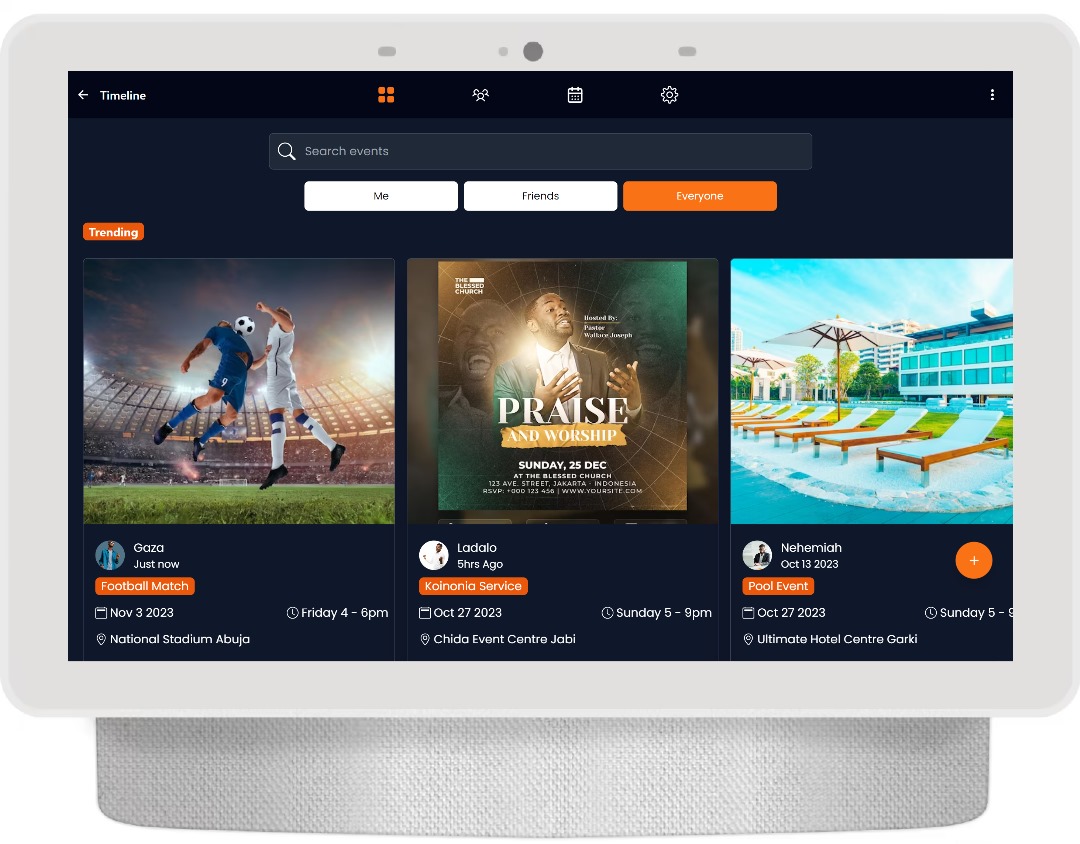 Timeline
Search events
Me
Friends
Everyone
Trending
9
THE
BLESSED
CHURCH
Hosted By:
Pastor
Wallace Joseph
PRAISE
AND WORSHIP
SUNDAY, 25 DEC
AT THE BLESSED CHURCH
123 AVE. STREET, JAKARTA - INDONESIA
RSVP: +000 123 456 | WWW.YOURSITE.COM
Gaza
Just now
Football Match
Nov 3 2023 Friday 4 - 6pm
National Stadium Abuja
Ladalo
5hrs Ago
Koinonia Service
Oct 27 2023 Sunday 5 - 9pm
Chida Event Centre Jabi
Nehemiah
Oct 13 2023
+
Pool Event
Oct 27 2023 Sunday 5 - 9
Ultimate Hotel Centre Garki